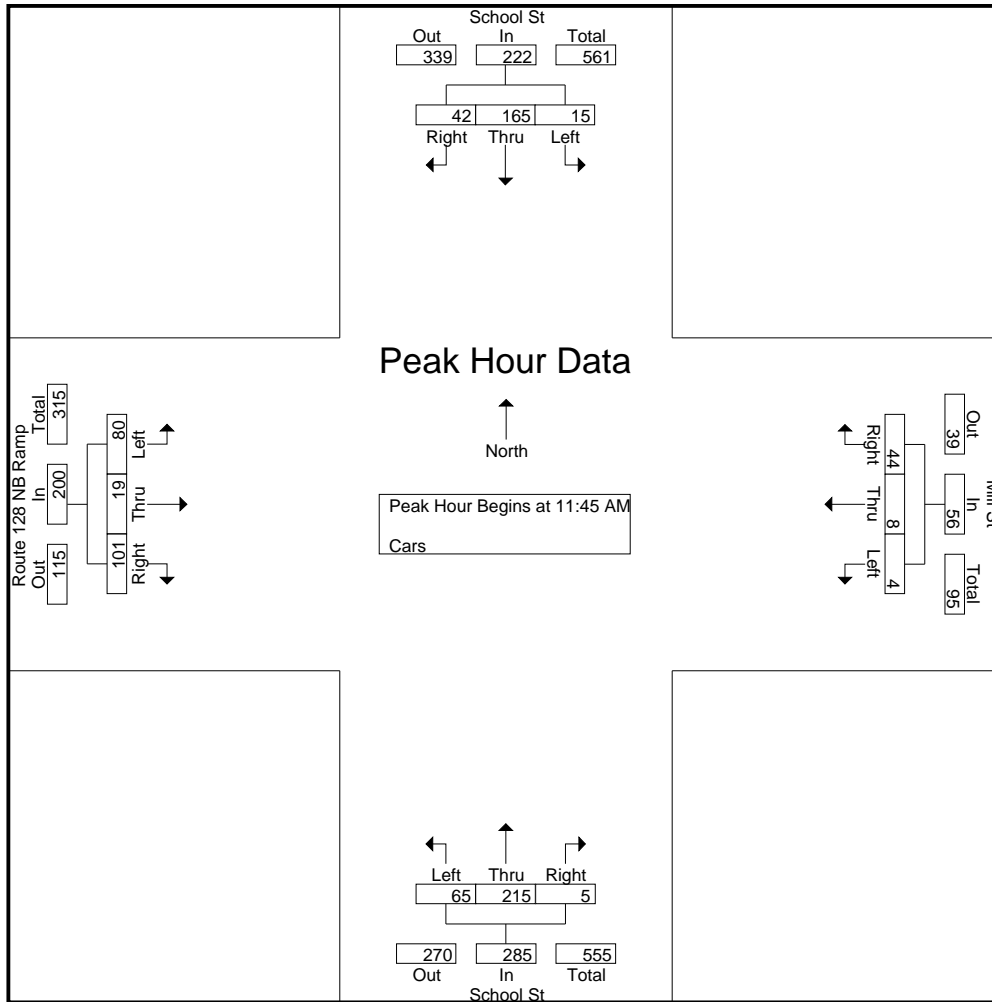 School St
Out In Total
339 222 561
42 165 15
Right Thru Left
Peak Hour Data
North
Peak Hour Begins at 11:45 AM
Cars
Route 128 NB Ramp
Out In Total
115 200 315
101 19 80
Right Thru Left
Mill St
Out In Total
39 56 95
44 8 4
Right Thru Left
Left Thru Right
65 215 5
270 285 555
Out In Total
School St